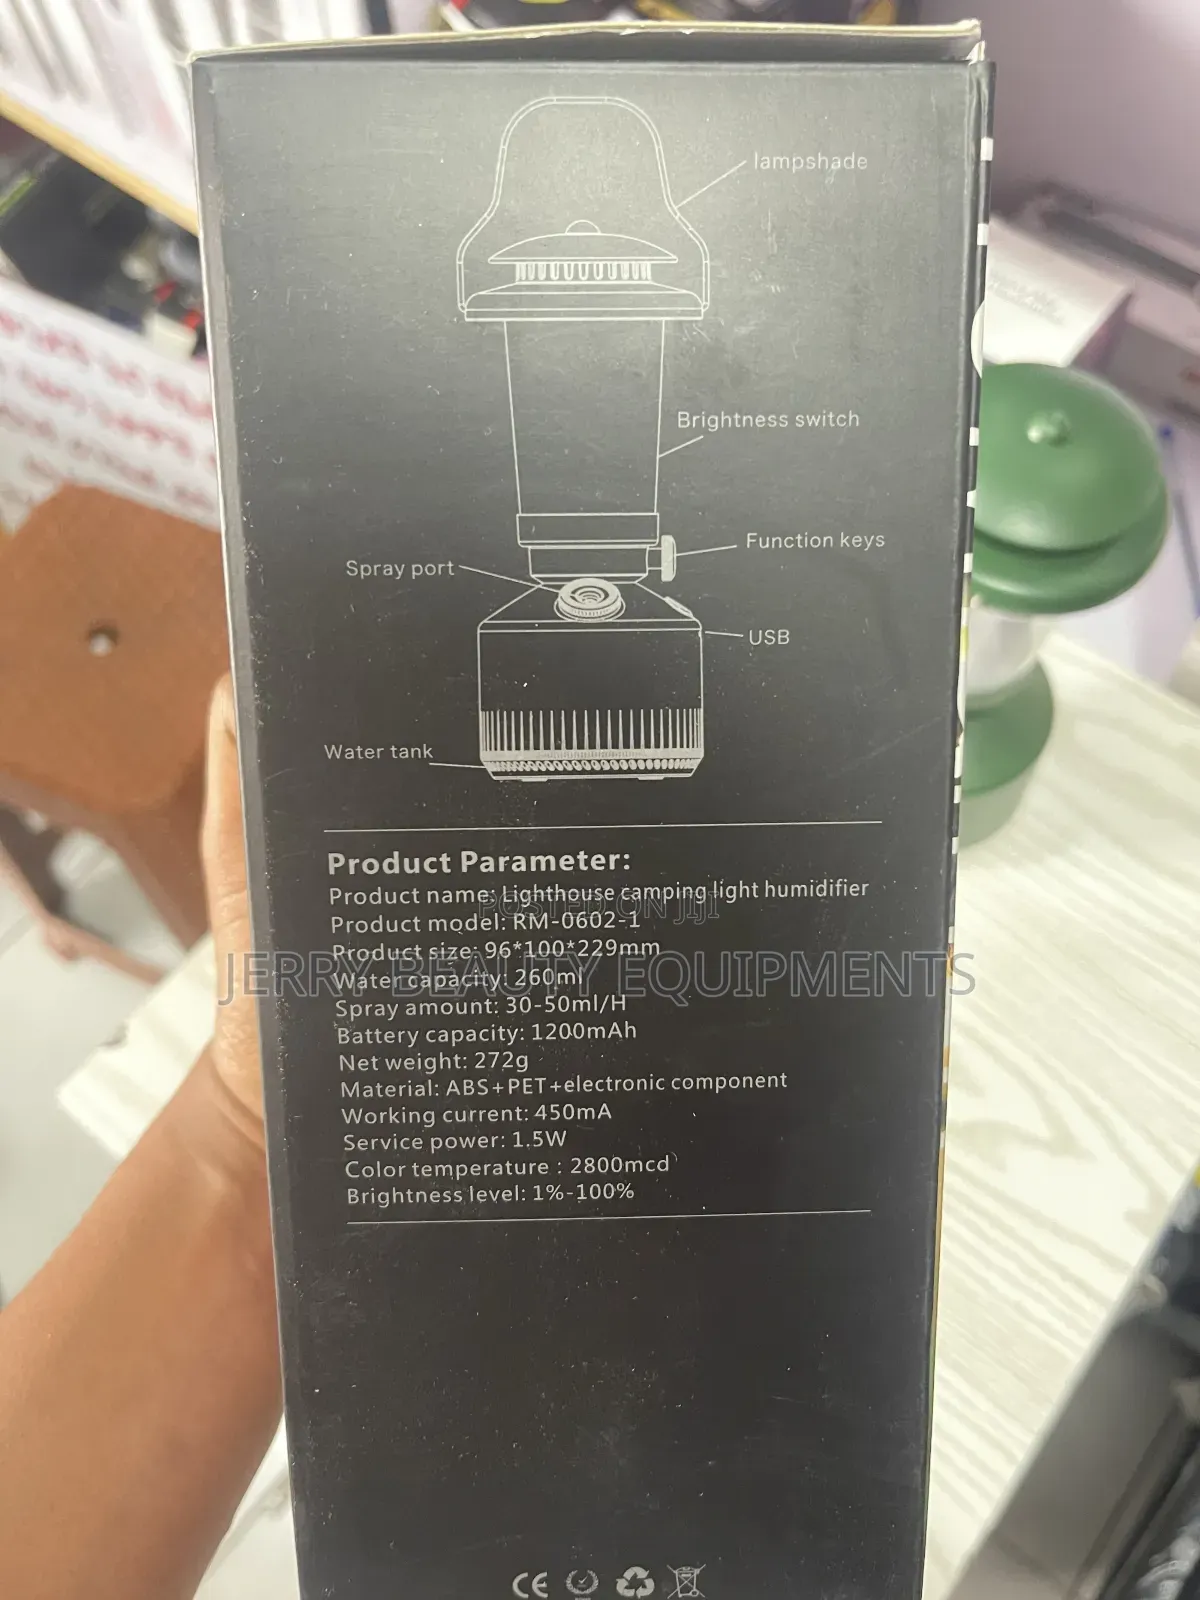 lampshade
Brightness switch
Function keys
Spray port
USB
Water tank
Product Parameter:
Product name: Lighthouse camping light humidifier
POSTED ON JIJI
Product model: RM-0602-1
Product size: 96*100*229mm
JERRY BEAUTY EQUIPMENTS
Water capacity: 260ml
Spray amount: 30-50ml/H
Battery capacity: 1200mAh
Net weight: 272g
Material: ABS+PET+electronic component
Working current: 450mA
Service power: 1.5W
Color temperature : 2800mcd
Brightness level: 1%-100%
CE